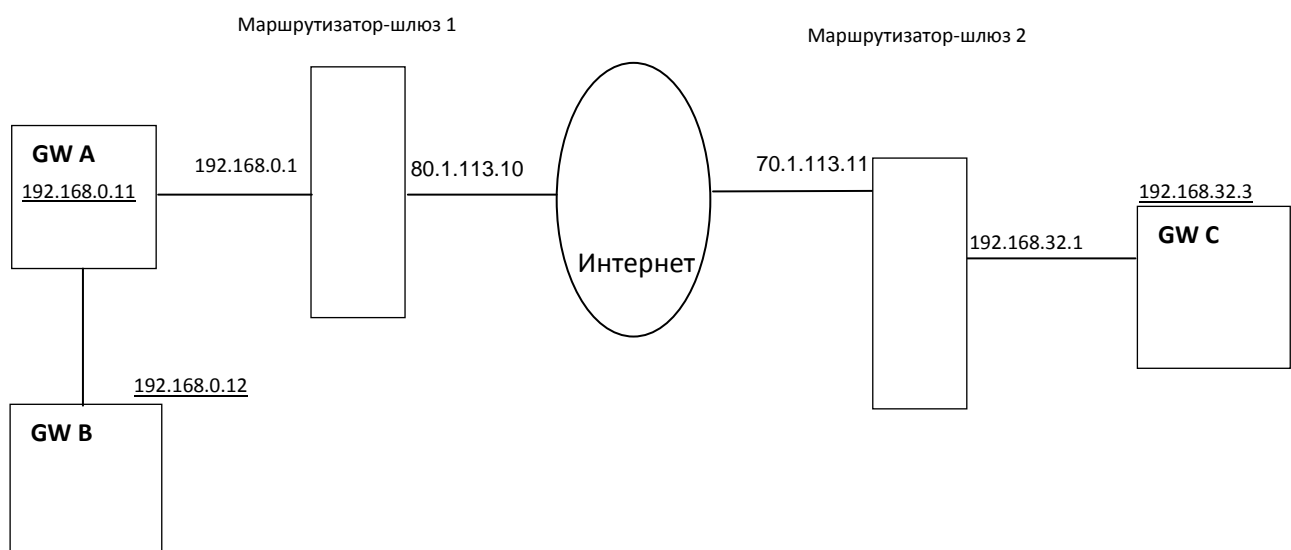 Маршрутизатор-шлюз 1
Маршрутизатор-шлюз 2
GW A
192.168.0.11
192.168.0.1
80.1.113.10
Интернет
70.1.113.11
192.168.32.1
192.168.32.3
GW C
192.168.0.12
GW B